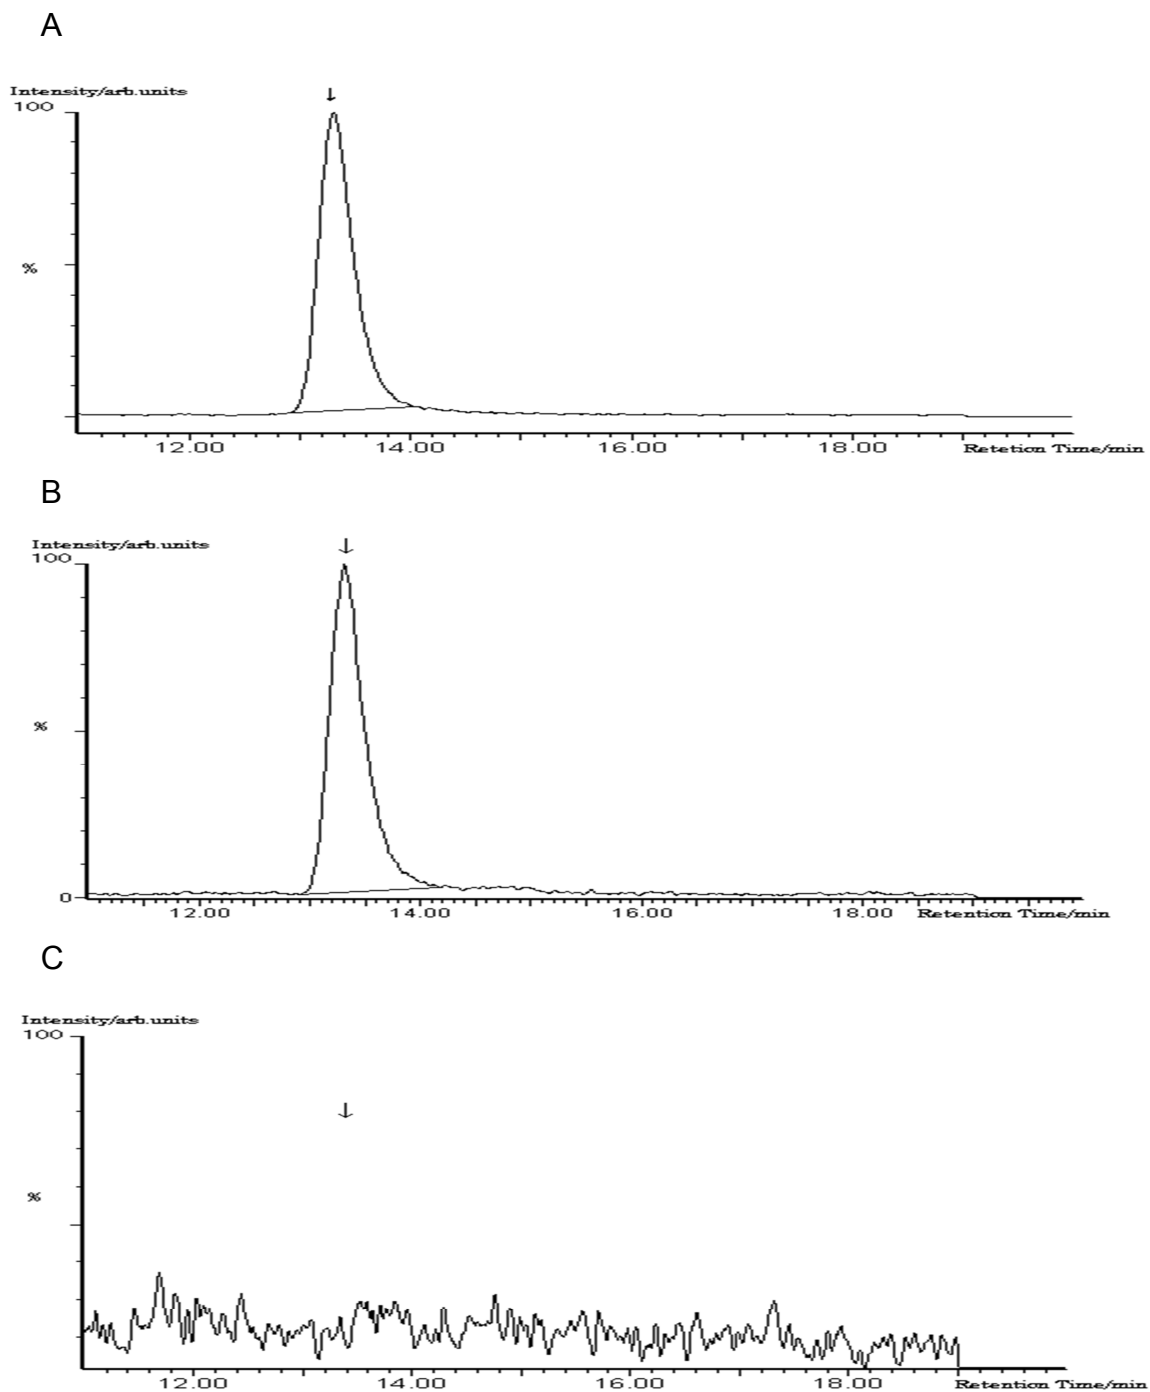 A
Intensity/arb.units
100
%
12.00 14.00 16.00 18.00 Retetion Time/min
B
Intensity/arb.units
100
%
0
12.00 14.00 16.00 18.00 Retention Time/min
C
Intensity/arb.units
100
%
12.00 14.00 16.00 18.00 Retention Time/min